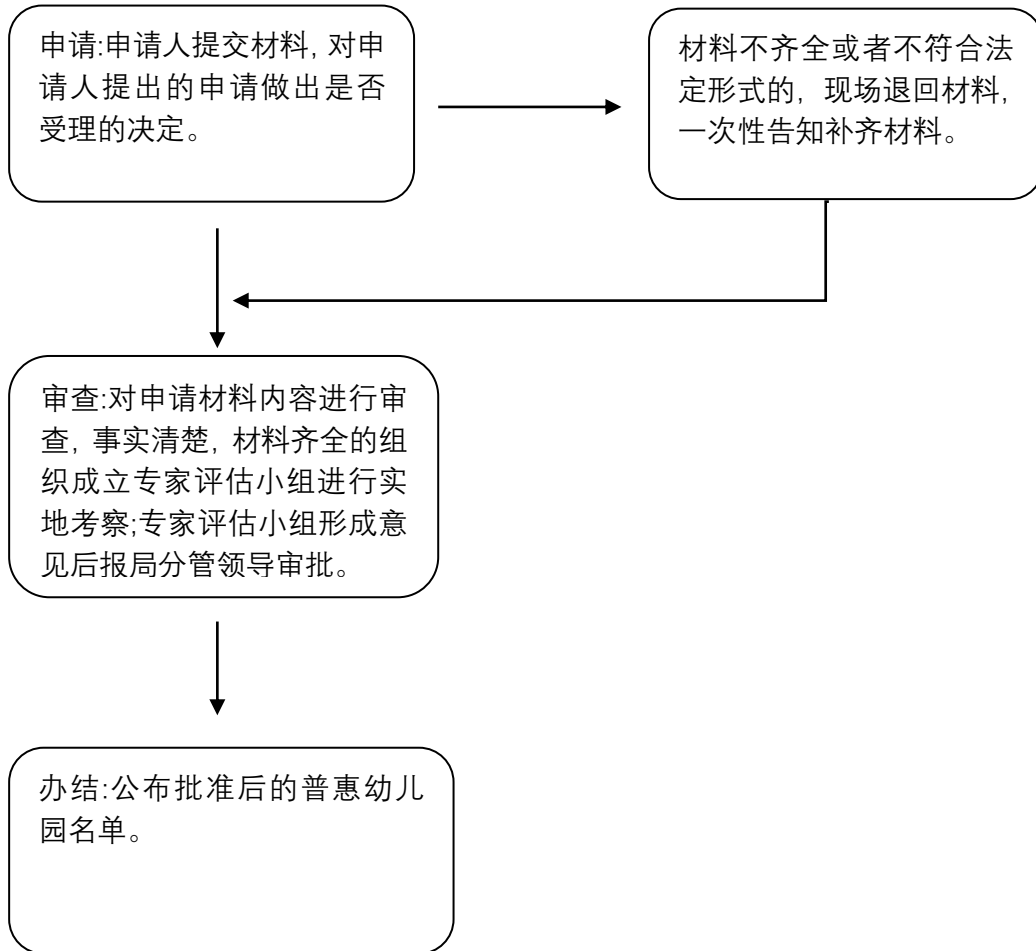 申请:申请人提交材料, 对申
请人提出的申请做出是否
受理的决定。
材料不齐全或者不符合法
定形式的, 现场退回材料,
一次性告知补齐材料。
审查:对申请材料内容进行审
查, 事实清楚, 材料齐全的组
织成立专家评估小组进行实
地考察;专家评估小组形成意
见后报局分管领导审批。
办结:公布批准后的普惠幼儿
园名单。